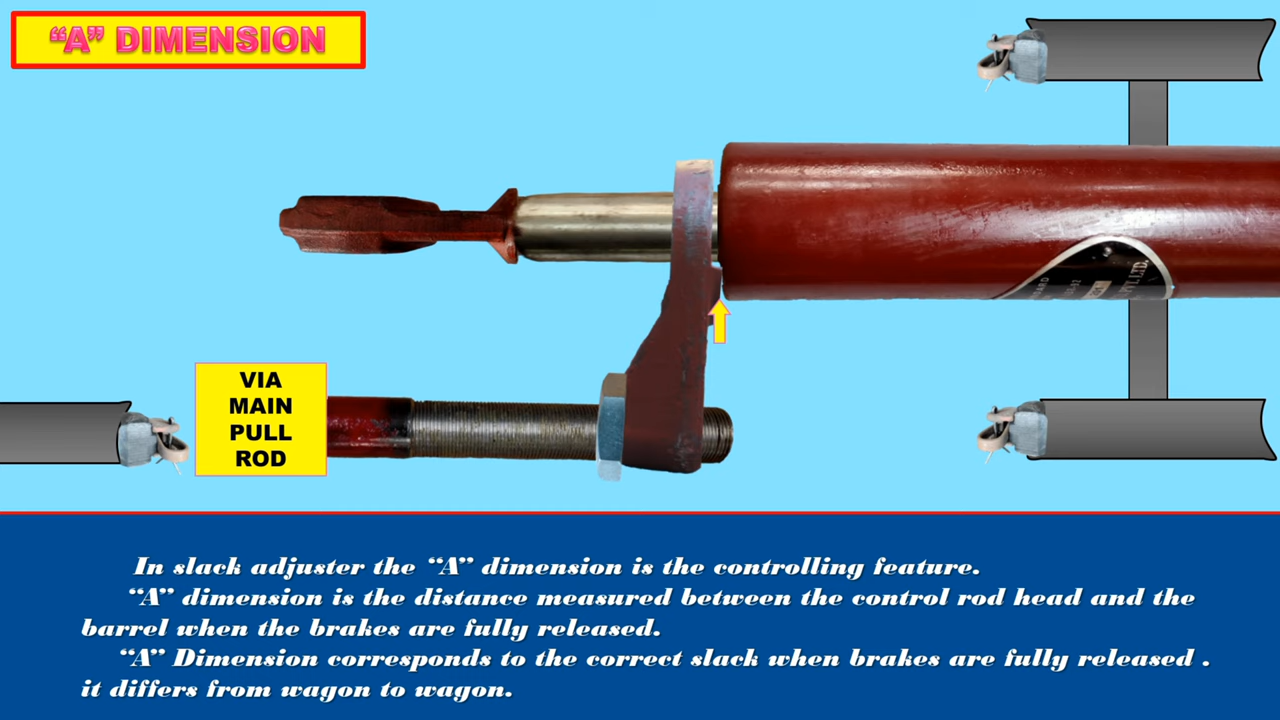 “A” DIMENSION
VIA
MAIN
PULL
ROD
In slack adjuster the “A” dimension is the controlling feature.
“A” dimension is the distance measured between the control rod head and the
barrel when the brakes are fully released.
“A” Dimension corresponds to the correct slack when brakes are fully released .
it differs from wagon to wagon.